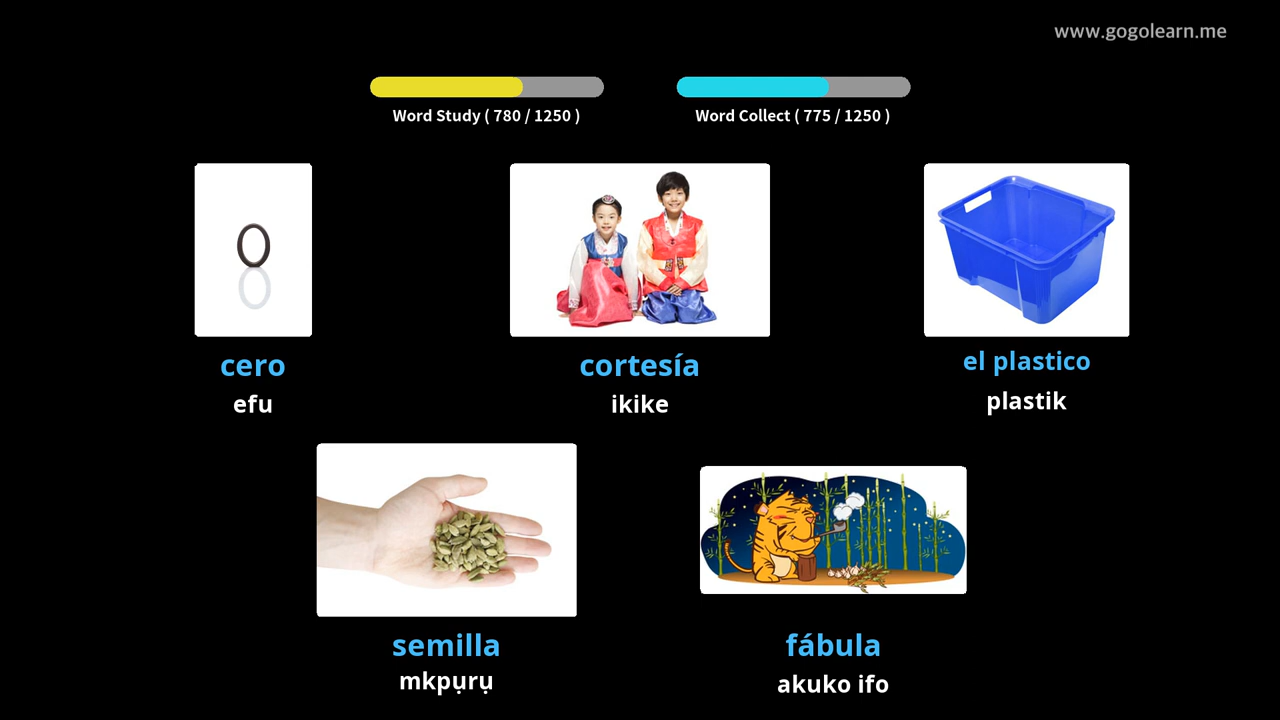 www.gogolearn.me
Word Study ( 780 / 1250 )
Word Collect ( 775 / 1250 )
cero
efu
cortesía
ikike
el plastico
plastik
semilla
mkpụrụ
fábula
akuko ifo